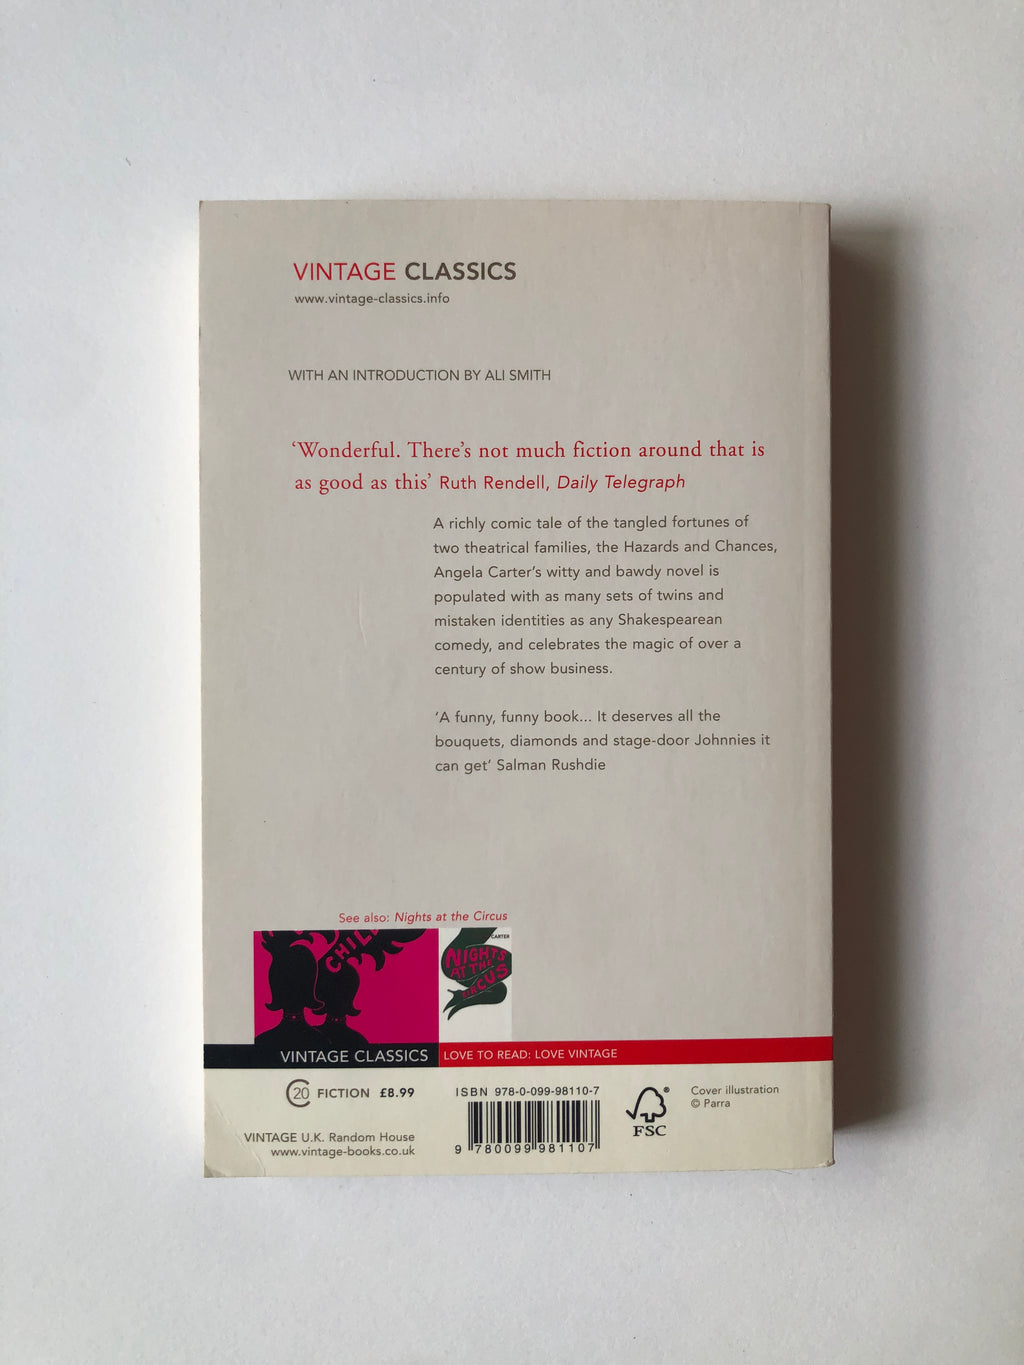 VINTAGE CLASSICS
www.vintage-classics.info
WITH AN INTRODUCTION BY ALI SMITH
‘Wonderful. There’s not much fiction around that is
as good as this’ Ruth Rendell, Daily Telegraph
A richly comic tale of the tangled fortunes of
two theatrical families, the Hazards and Chances,
Angela Carter’s witty and bawdy novel is
populated with as many sets of twins and
mistaken identities as any Shakespearean
comedy, and celebrates the magic of over a
century of show business.
‘A funny, funny book... It deserves all the
bouquets, diamonds and stage-door Johnnies it
can get’ Salman Rushdie
See also: Nights at the Circus
CHIL
CARTER
NIGHTS
AT THE
CIRCUS
VINTAGE CLASSICS
LOVE TO READ: LOVE VINTAGE
C20 FICTION £8.99
VINTAGE U.K. Random House
www.vintage-books.co.uk
ISBN 978-0-099-98110-7
9 780099 981107
®
FSC
Cover illustration
© Parra